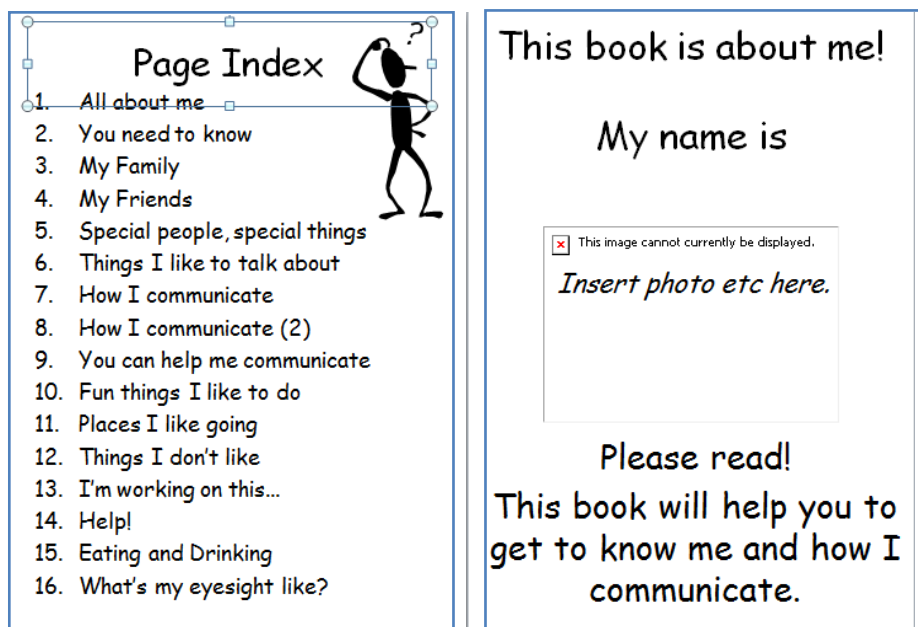 ?
Page Index
1. All about me
2. You need to know
3. My Family
4. My Friends
5. Special people, special things
6. Things I like to talk about
7. How I communicate
8. How I communicate (2)
9. You can help me communicate
10. Fun things I like to do
11. Places I like going
12. Things I don't like
13. I'm working on this...
14. Help!
15. Eating and Drinking
16. What's my eyesight like?
This book is about me!
My name is
This image cannot currently be displayed.
Insert photo etc here.
Please read!
This book will help you to
get to know me and how I
communicate.